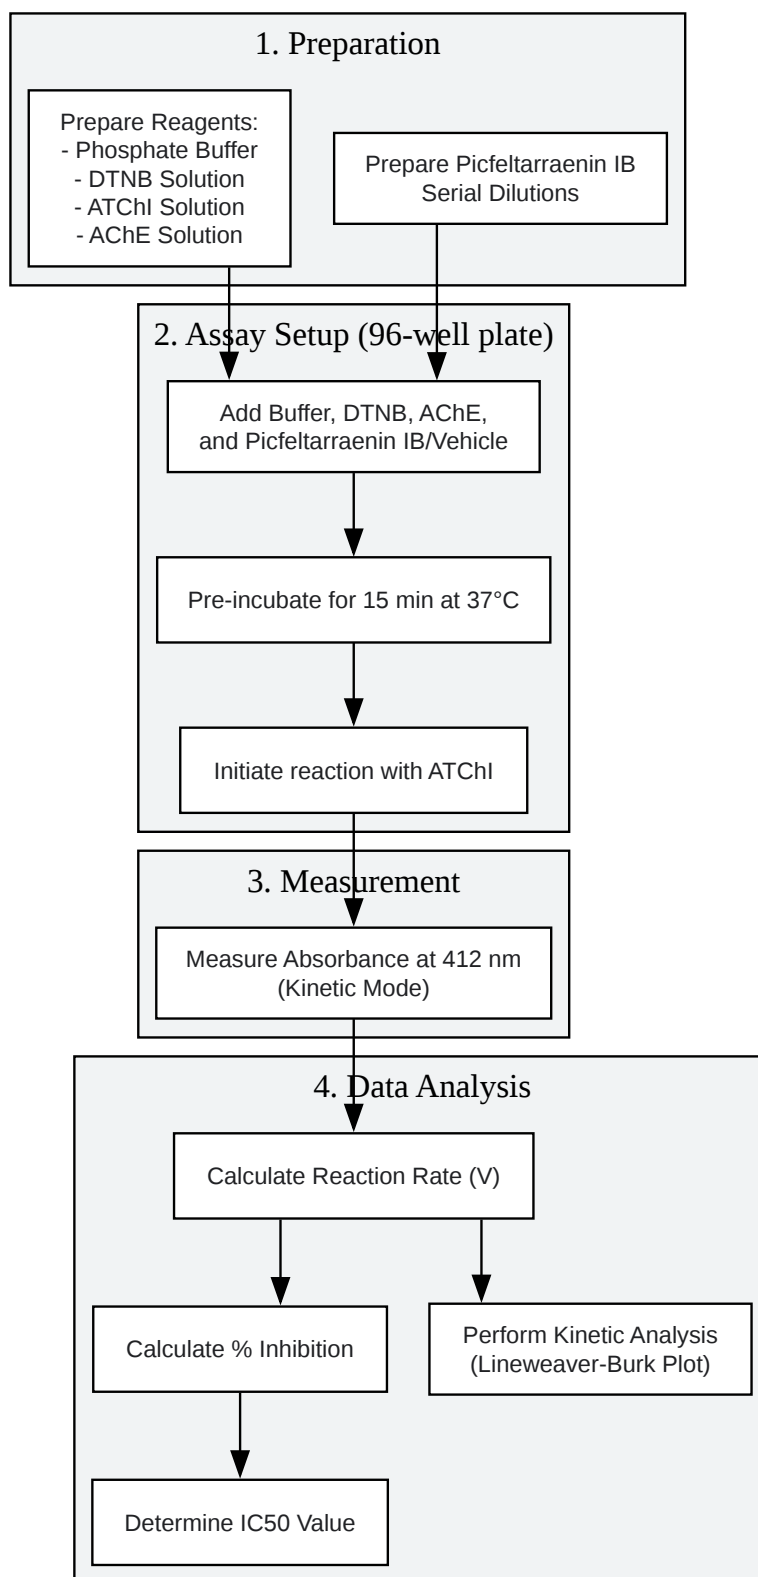 1. Preparation
Prepare Reagents:
- Phosphate Buffer
- DTNB Solution
- ATChI Solution
- AChE Solution
Prepare Picfeltarraenin IB
Serial Dilutions
2. Assay Setup (96-well plate)
Add Buffer, DTNB, AChE,
and Picfeltarraenin IB/Vehicle
Pre-incubate for 15 min at 37°C
Initiate reaction with ATChI
3. Measurement
Measure Absorbance at 412 nm
(Kinetic Mode)
4. Data Analysis
Calculate Reaction Rate (V)
Calculate % Inhibition
Perform Kinetic Analysis
(Lineweaver-Burk Plot)
Determine IC50 Value